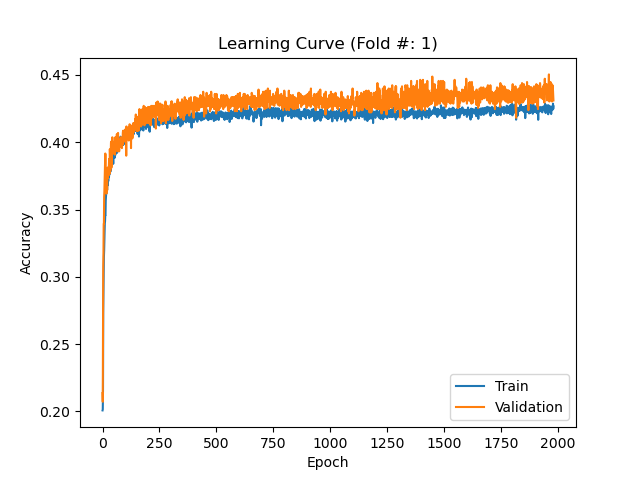 Learning Curve (Fold #: 1)
0.45
0.40
0.35
0.30
0.25
0.20
Accuracy
Train
Validation
0 250 500 750 1000 1250 1500 1750 2000
Epoch